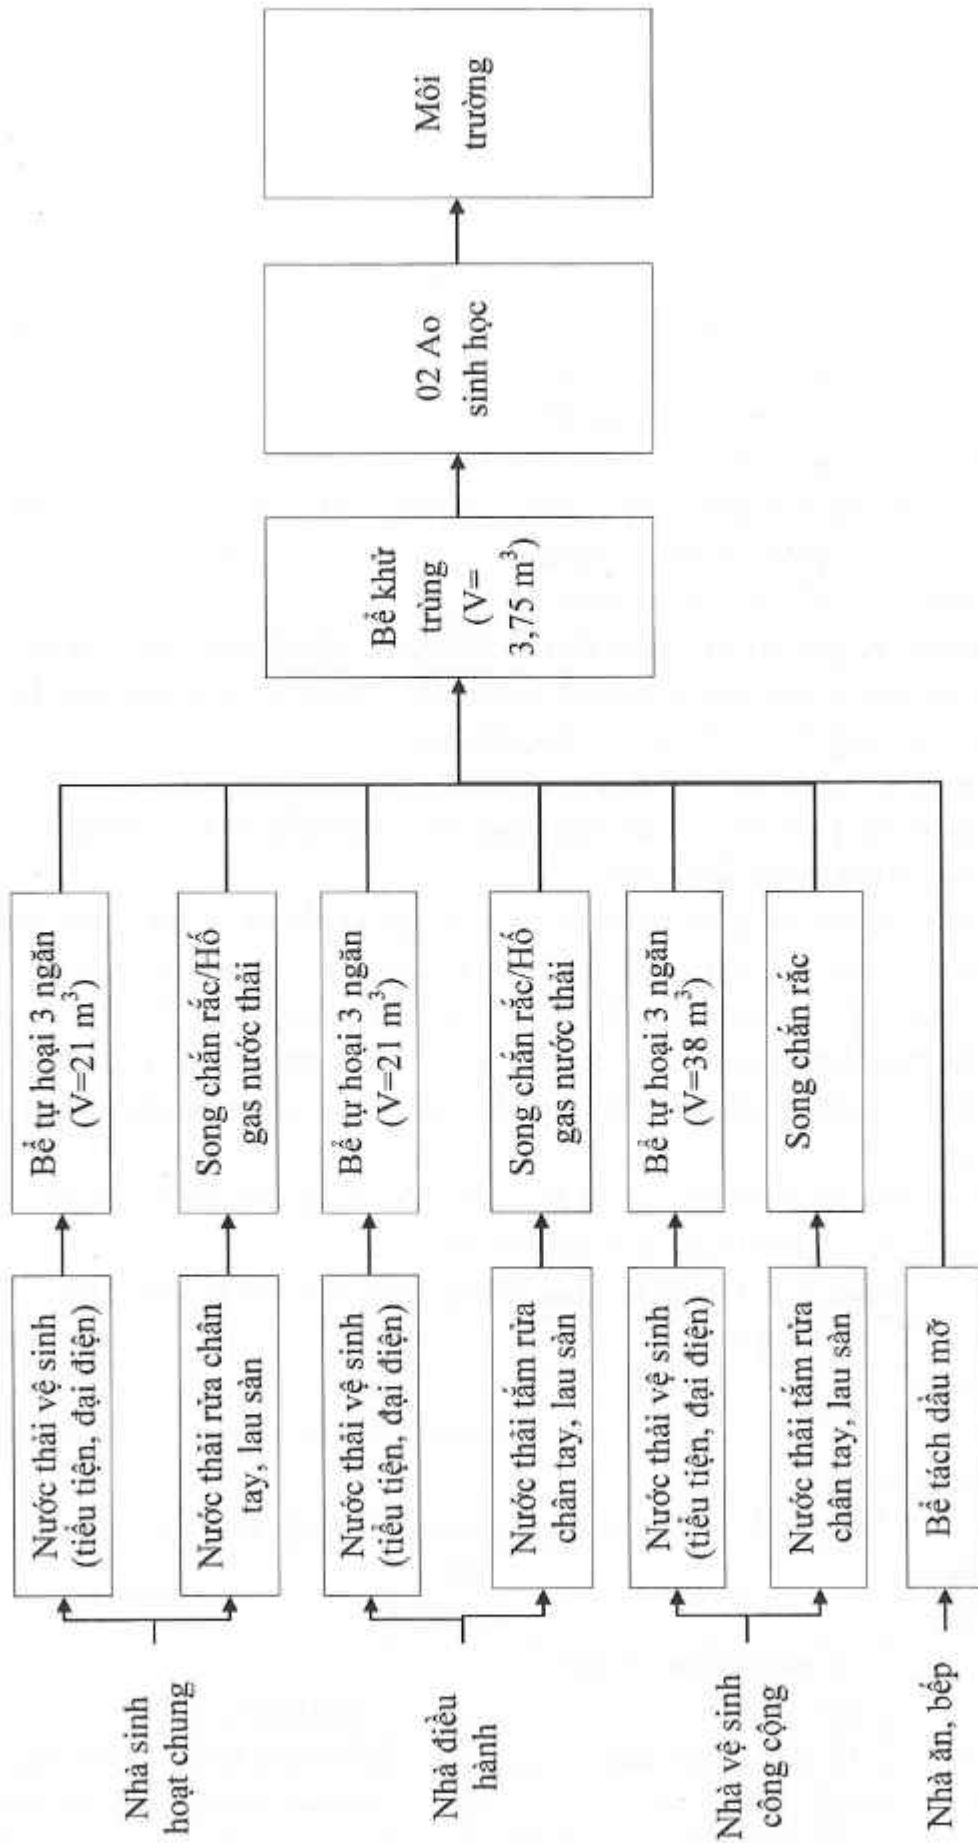 Nhà sinh
hoạt chung
Nước thải vệ sinh
(tiểu tiện, đại điện)
Bể tự hoại 3 ngăn
(V=21 m³)
Nước thải rửa chân
tay, lau sàn
Song chắn rắc/Hố
gas nước thải
Nhà điều
hành
Nước thải vệ sinh
(tiểu tiện, đại điện)
Bể tự hoại 3 ngăn
(V=21 m³)
Nước thải tắm rửa
chân tay, lau sàn
Song chắn rắc/Hố
gas nước thải
Nhà vệ sinh
công cộng
Nước thải vệ sinh
(tiểu tiện, đại điện)
Bể tự hoại 3 ngăn
(V=38 m³)
Nước thải tắm rửa
chân tay, lau sàn
Song chắn rắc
Nhà ăn, bếp
Bể tách dầu mỡ
Bể khử
trùng
(V=
3,75 m³)
02 Ao
sinh học
Môi
trường